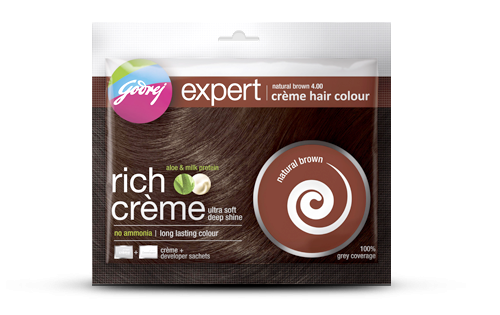 Godrej
expert
natural brown 4.00
crème hair colour
aloe & milk protein
rich
crème
ultra soft
deep shine
no ammonia | long lasting colour
crème +
developer sachets
natural brown
100%
grey coverage